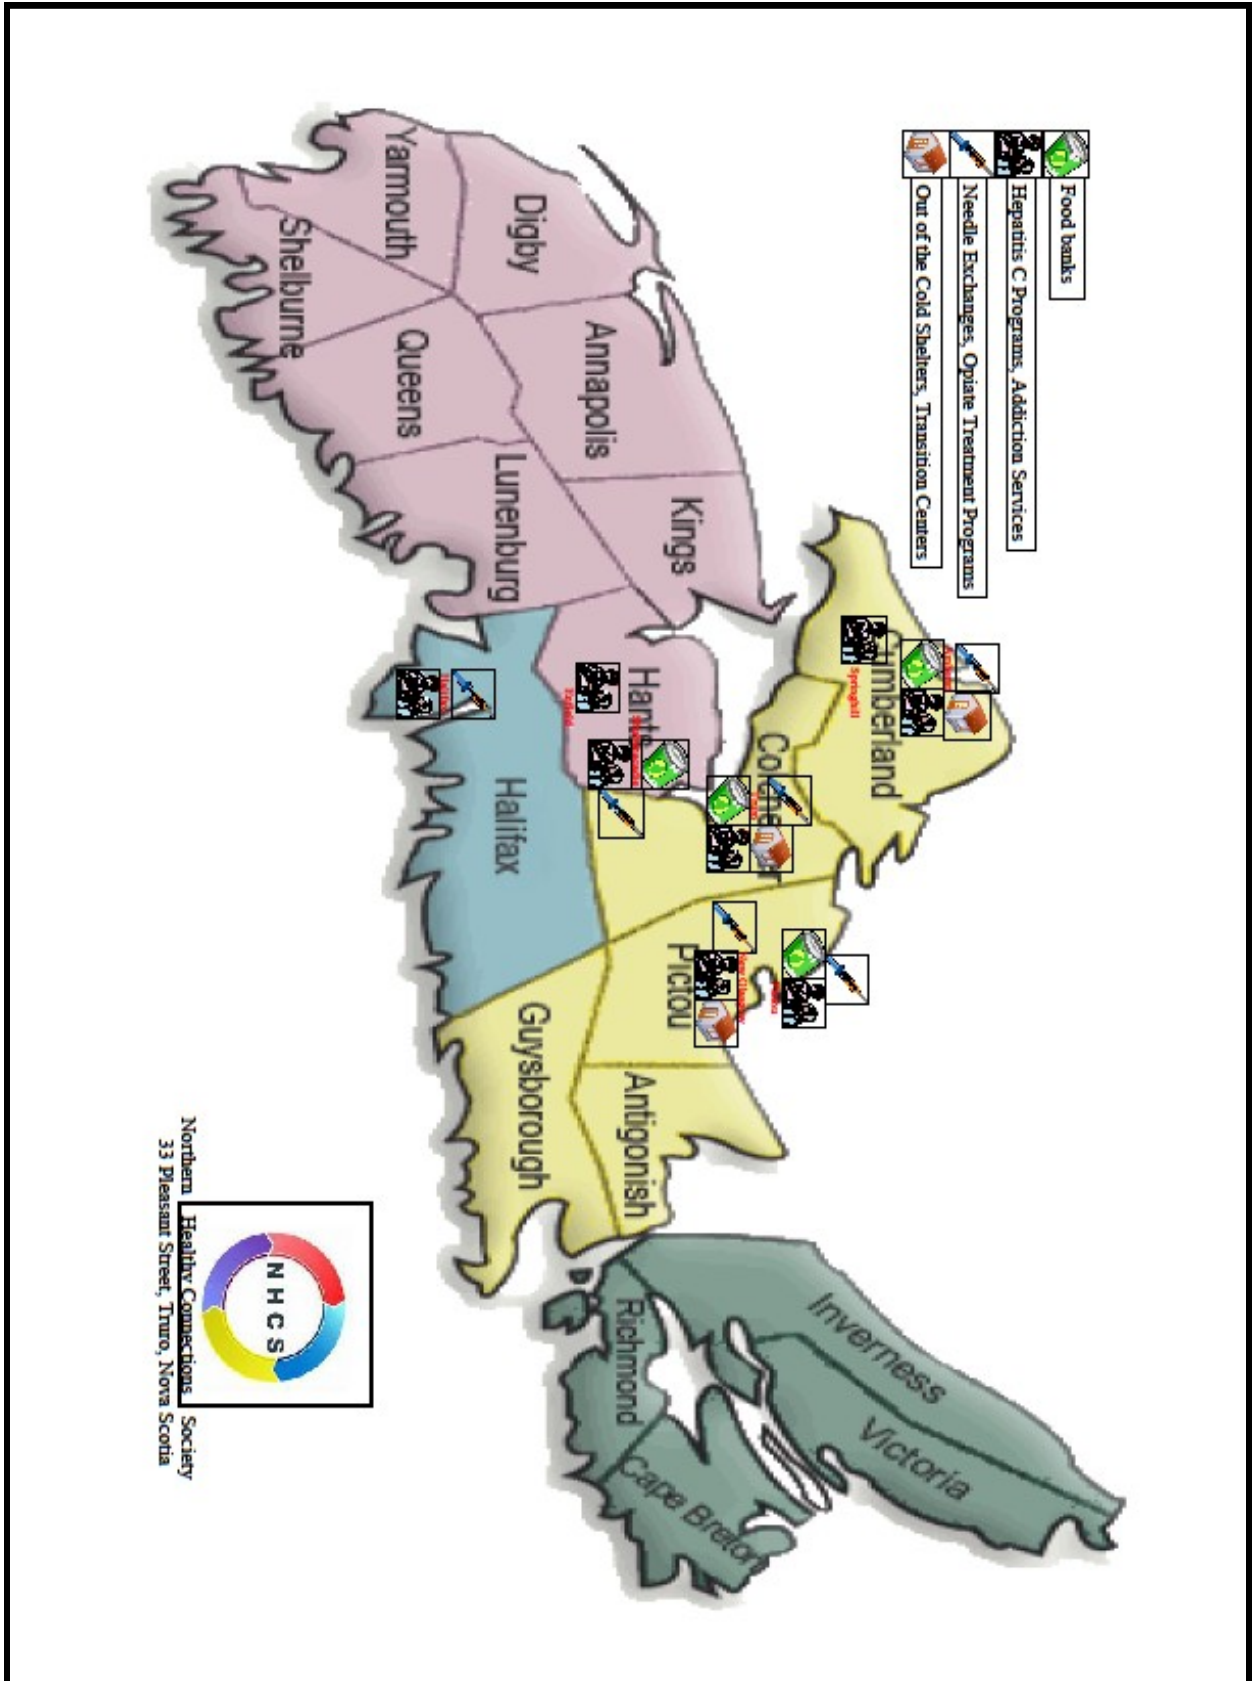 Food banks
Hepatitis C Programs, Addiction Services
Needle Exchanges, Opiate Treatment Programs
Out of the Cold Shelters, Transition Centers
Cumberland
Springhill
Inverness
Victoria
Kings
Hants
Enfield
Pictou
Annapolis
Digby
Antigonish
Cape Breton
Richmond
Yarmouth
Queens
Lunenburg
Halifax
Guysborough
Shelburne
N H C S
Northern Healthy Connections Society
33 Pleasant Street, Truro, Nova Scotia